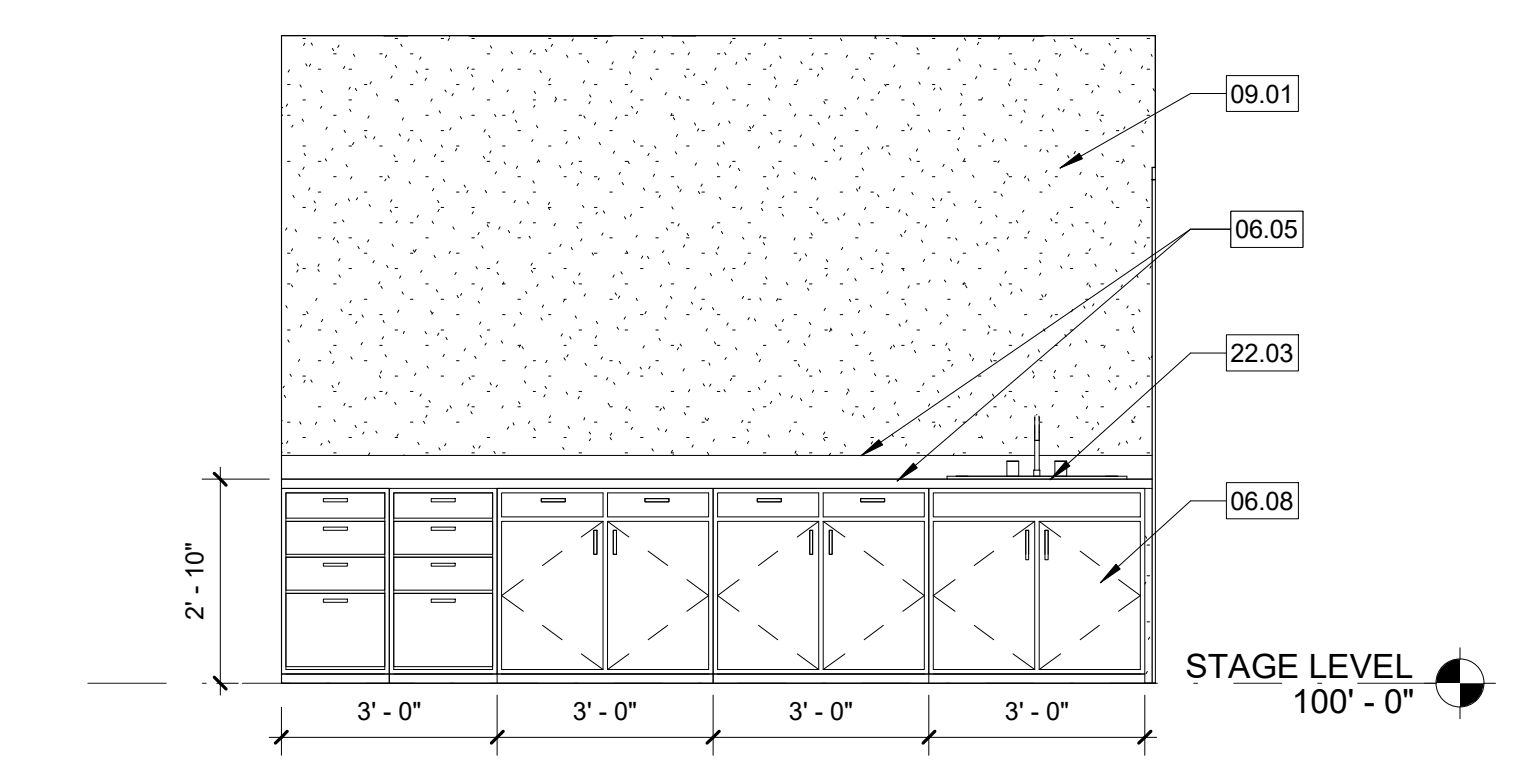 09.01
06.05
22.03
06.08
2' - 10"
STAGE LEVEL
100' - 0"
3' - 0"
3' - 0"
3' - 0"
3' - 0"